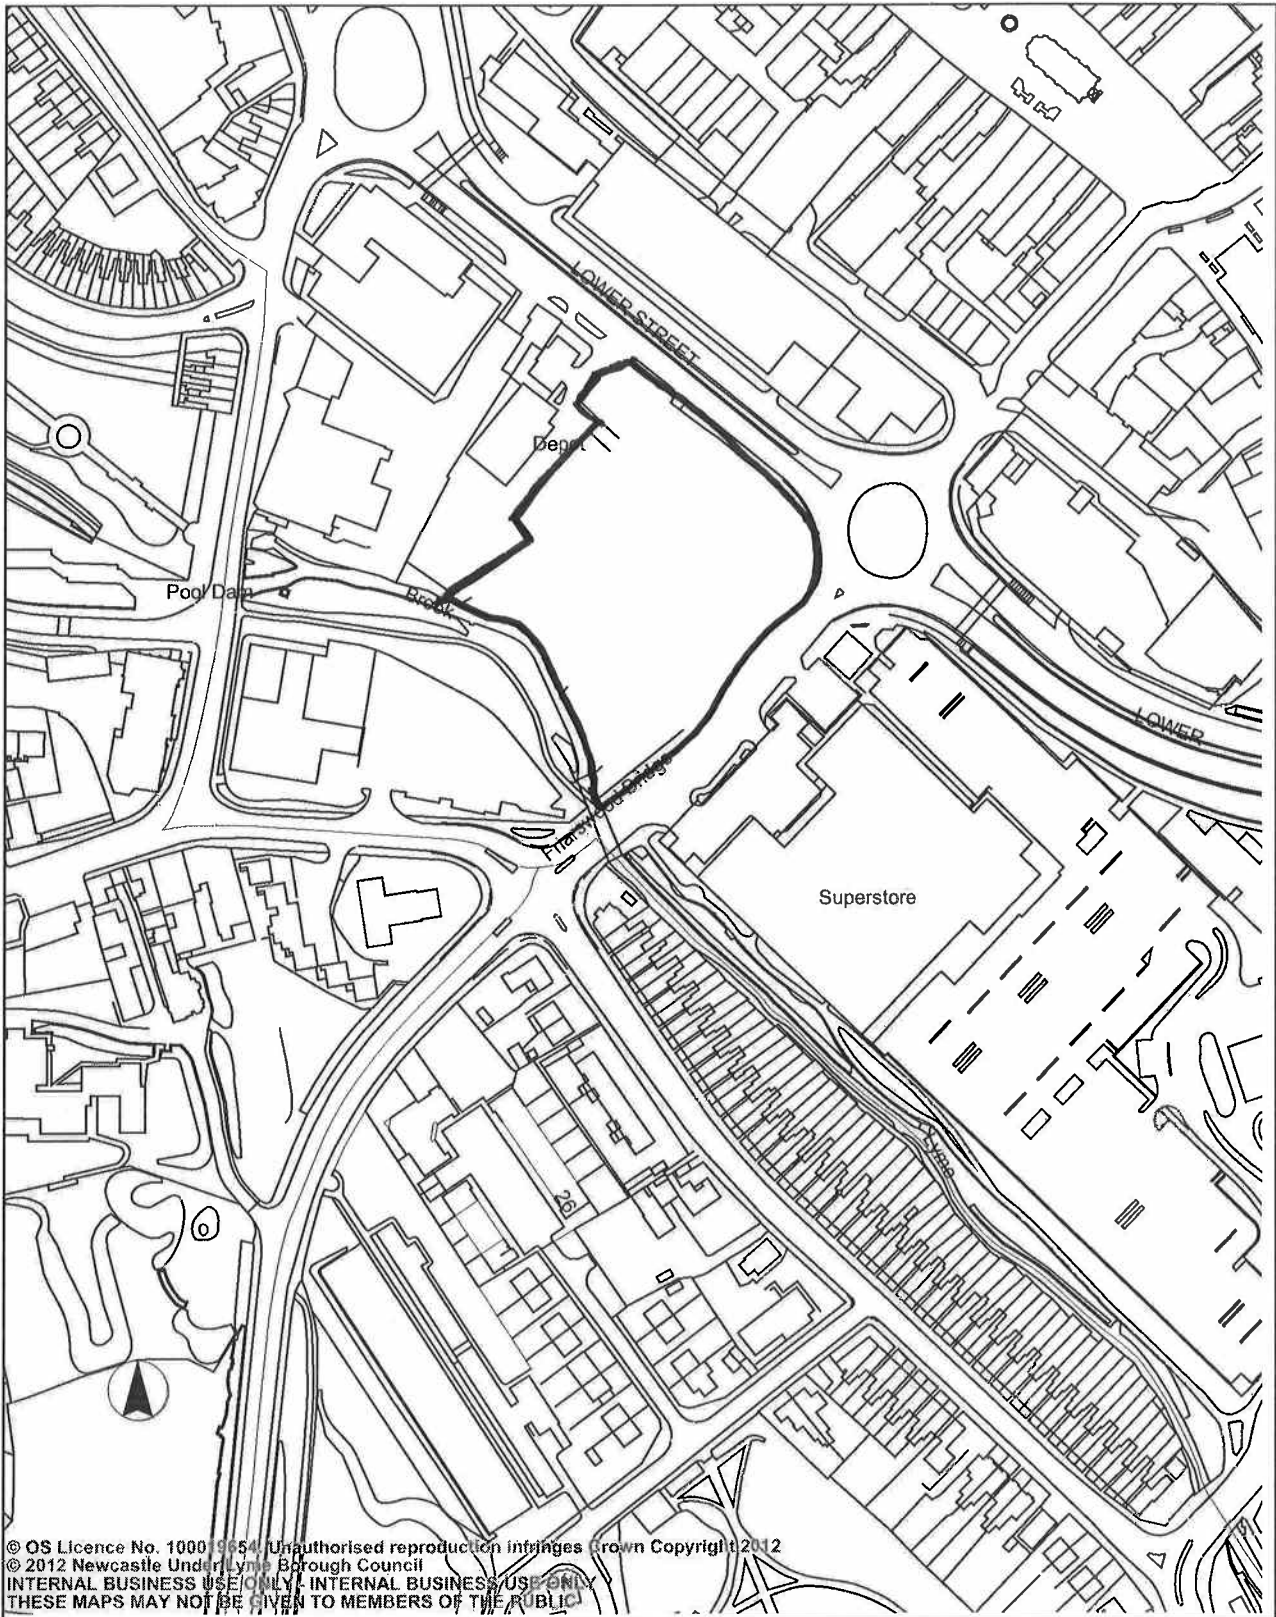 LOWER STREET
Depot
Pool Dam
Brook
LOWER
Friarswood Bridge
Superstore
Lyme
26
© OS Licence No. 100019654. Unauthorised reproduction infringes Crown Copyright 2012
© 2012 Newcastle Under Lyme Borough Council
INTERNAL BUSINESS USE ONLY - INTERNAL BUSINESS USE ONLY
THESE MAPS MAY NOT BE GIVEN TO MEMBERS OF THE PUBLIC